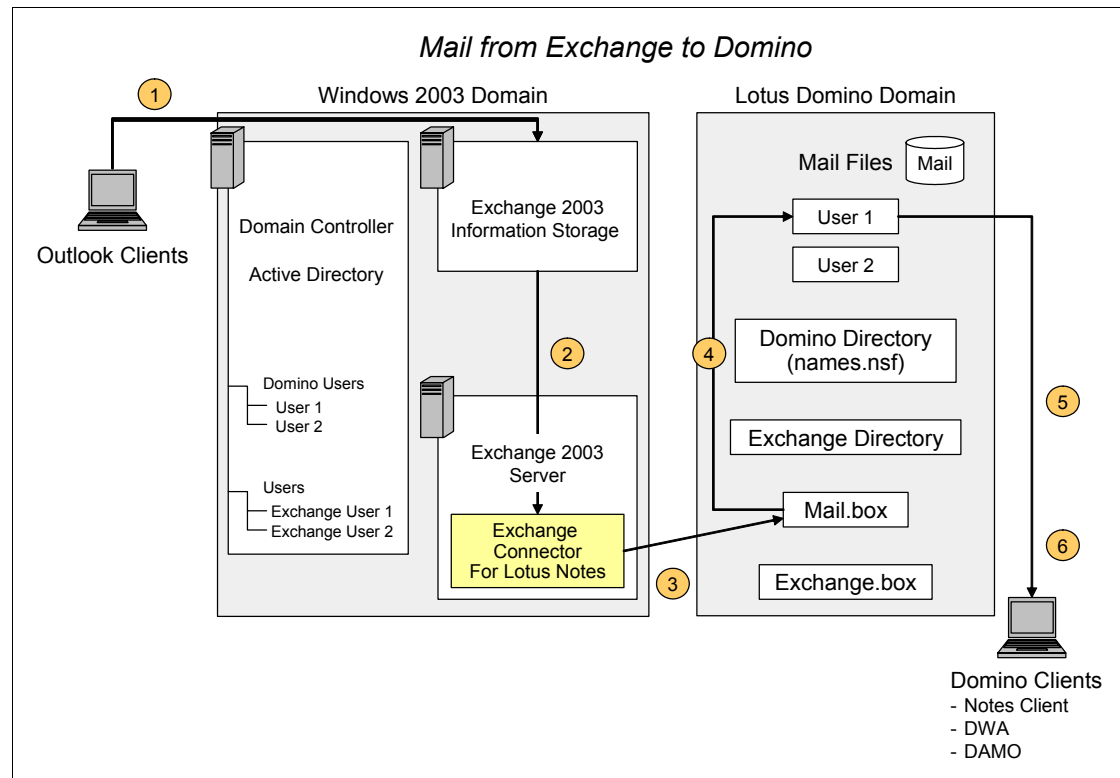 Mail from Exchange to Domino
1
Windows 2003 Domain
Lotus Domino Domain
Outlook Clients
Domain Controller
Active Directory
Domino Users
User 1
User 2
Users
Exchange User 1
Exchange User 2
Exchange 2003
Information Storage
2
Exchange 2003
Server
Exchange
Connector
For Lotus Notes
3
Mail Files
Mail
User 1
User 2
4
Domino Directory
(names.nsf)
Exchange Directory
Mail.box
Exchange.box
5
6
Domino Clients
- Notes Client
- DWA
- DAMO